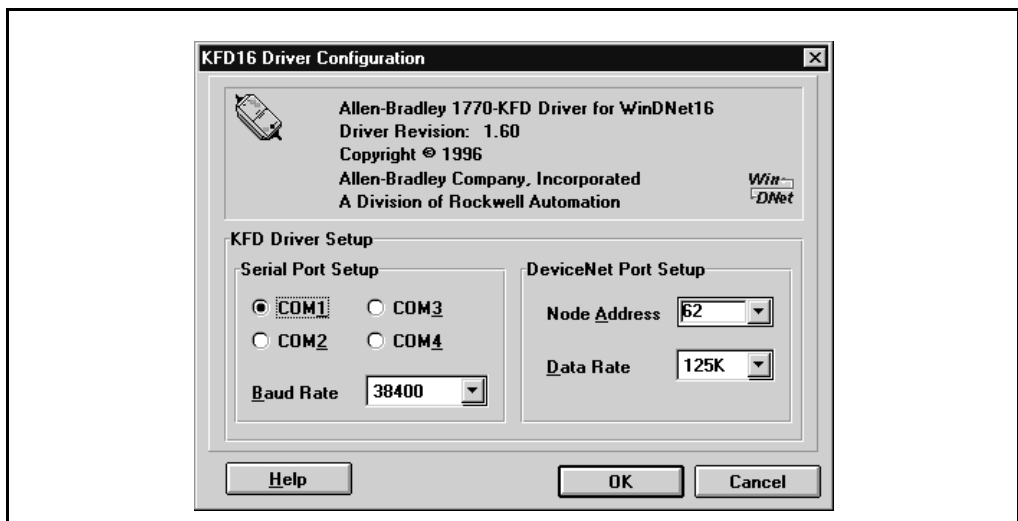 KFD16 Driver Configuration
Allen-Bradley 1770-KFD Driver for WinDNet16
Driver Revision: 1.60
Copyright © 1996
Allen-Bradley Company, Incorporated
A Division of Rockwell Automation
Win-
DNet
KFD Driver Setup
Serial Port Setup
COM1 COM3
COM2 COM4
Baud Rate 38400
DeviceNet Port Setup
Node Address 62
Data Rate 125K
Help OK Cancel